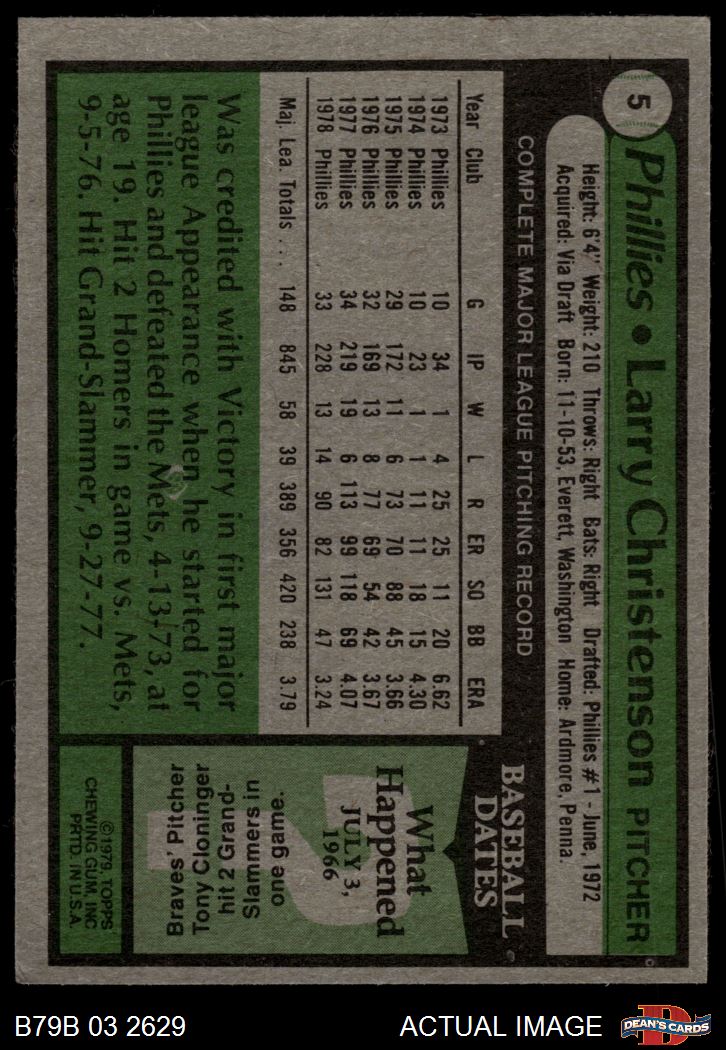 5
Phillies • Larry Christenson PITCHER
Height: 6'4" Weight: 210 Throws: Right Bats: Right Drafted: Phillies #1 - June, 1972
Acquired: Via Draft Born: 11-10-53, Everett, Washington Home: Ardmore, Penna.
COMPLETE MAJOR LEAGUE PITCHING RECORD
Year Club G IP W L R ER SO BB ERA
1973 Phillies 10 34 1 4 25 25 11 20 6.62
1974 Phillies 10 23 1 1 11 11 18 15 4.30
1975 Phillies 29 172 11 6 73 70 88 45 3.66
1976 Phillies 32 169 13 8 77 69 54 42 3.67
1977 Phillies 34 219 19 6 113 99 118 69 4.07
1978 Phillies 33 228 13 14 90 82 131 47 3.24
Maj. Lea. Totals . . . 148 845 58 39 389 356 420 238 3.79
Was credited with Victory in first major
league Appearance when he started for
Phillies and defeated the Mets, 4-13-73, at
age 19. Hit 2 Homers in game vs. Mets,
9-5-76. Hit Grand-Slammer, 9-27-77.
BASEBALL
DATES
What
Happened
JULY 3,
1966
Braves' Pitcher
Tony Cloninger
hit 2 Grand-
Slammers in
one game.
©1979, TOPPS
CHEWING GUM, INC
PRTD. IN U.S.A.
B79B 03 2629
ACTUAL IMAGE
D
DEAN'S CARDS